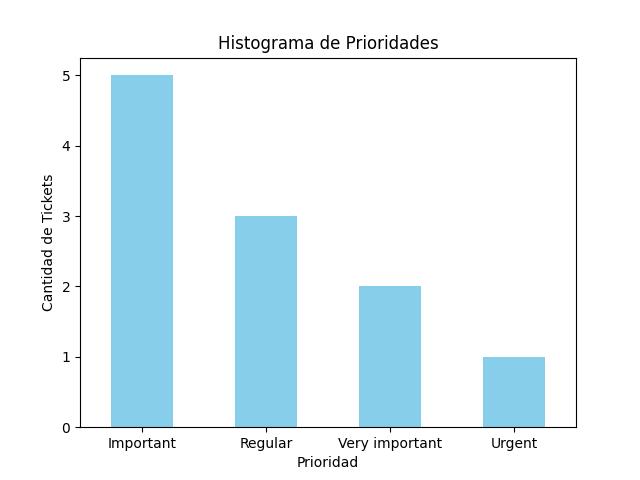 Histograma de Prioridades
Cantidad de Tickets
5
4
3
2
1
0
Important Regular Very important Urgent
Prioridad